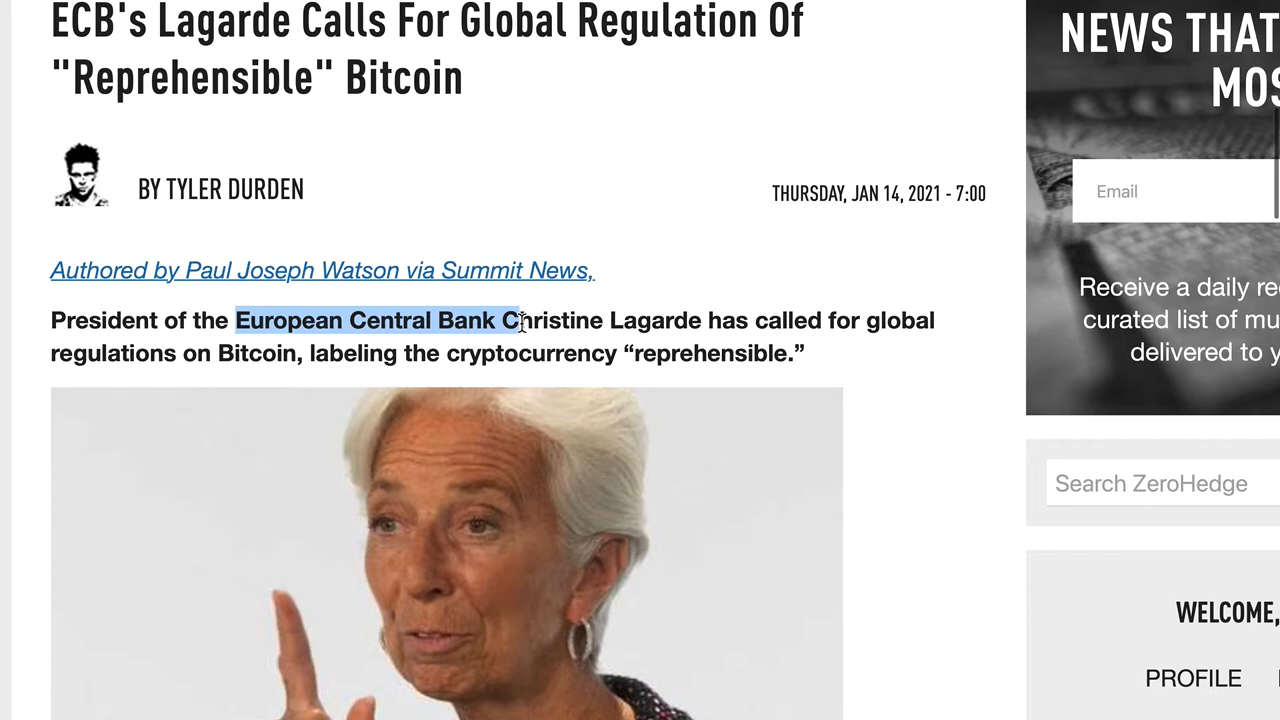 ECB's Lagarde Calls For Global Regulation Of
"Reprehensible" Bitcoin
BY TYLER DURDEN
THURSDAY, JAN 14, 2021 - 7:00
Authored by Paul Joseph Watson via Summit News,
President of the European Central Bank Christine Lagarde has called for global
regulations on Bitcoin, labeling the cryptocurrency “reprehensible.”
NEWS THAT
MOS
Email
Receive a daily re
curated list of mu
delivered to y
Search ZeroHedge
WELCOME,
PROFILE